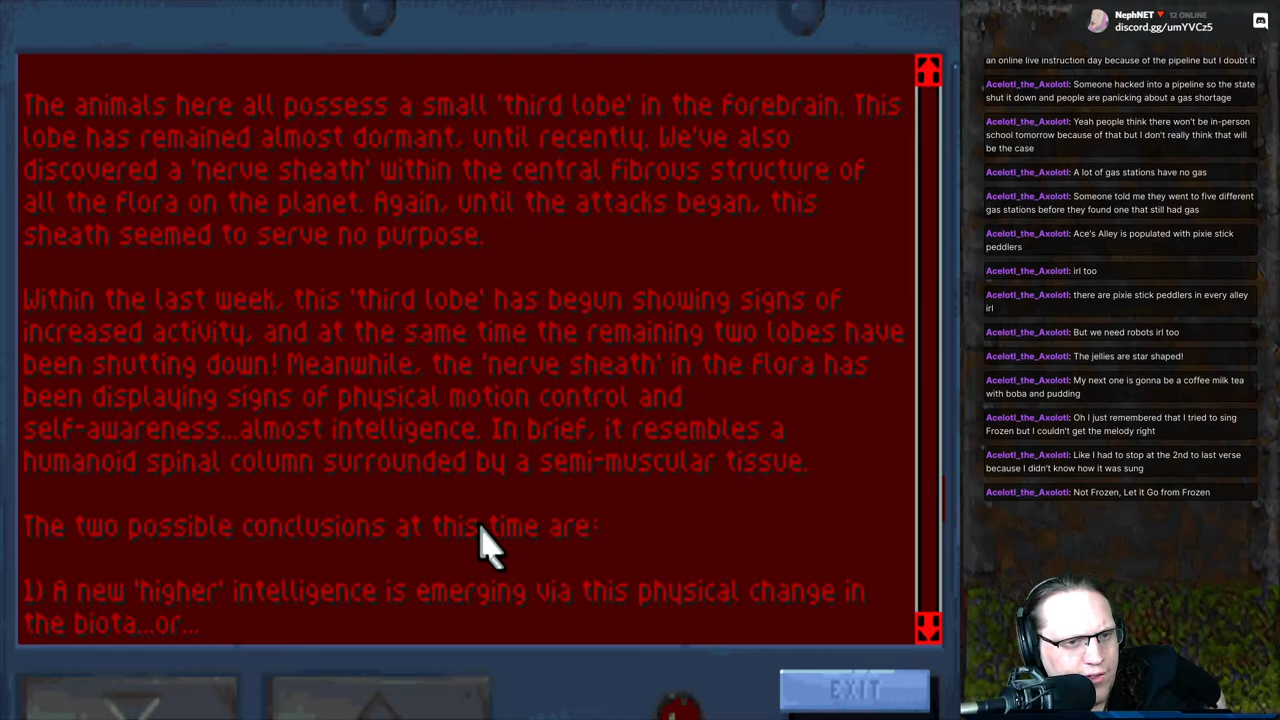 The animals here all possess a small 'third lobe' in the forebrain. This
lobe has remained almost dormant, until recently. We've also
discovered a 'nerve sheath' within the central fibrous structure of
all the flora on the planet. Again, until the attacks began, this
sheath seemed to serve no purpose.
Within the last week, this 'third lobe' has begun showing signs of
increased activity, and at the same time the remaining two lobes have
been shutting down! Meanwhile, the 'nerve sheath' in the flora has
been displaying signs of physical motion control and
self-awareness...almost intelligence. In brief, it resembles a
humanoid spinal column surrounded by a semi-muscular tissue.
The two possible conclusions at this time are:
1) A new 'higher' intelligence is emerging via this physical change in
the biota...or...
EXIT
NephNET 12 ONLINE
discord.gg/umYVCz5
an online live instruction day because of the pipeline but I doubt it
Acelotl_the_Axolotl: Someone hacked into a pipeline so the state
shut it down and people are panicking about a gas shortage
Acelotl_the_Axolotl: Yeah people think there won't be in-person
school tomorrow because of that but I don't really think that will
be the case
Acelotl_the_Axolotl: A lot of gas stations have no gas
Acelotl_the_Axolotl: Someone told me they went to five different
gas stations before they found one that still had gas
Acelotl_the_Axolotl: Ace's Alley is populated with pixie stick
peddlers
Acelotl_the_Axolotl: irl too
Acelotl_the_Axolotl: there are pixie stick peddlers in every alley
irl
Acelotl_the_Axolotl: But we need robots irl too
Acelotl_the_Axolotl: The jellies are star shaped!
Acelotl_the_Axolotl: My next one is gonna be a coffee milk tea
with boba and pudding
Acelotl_the_Axolotl: Oh I just remembered that I tried to sing
Frozen but I couldn't get the melody right
Acelotl_the_Axolotl: Like I had to stop at the 2nd to last verse
because I didn't know how it was sung
Acelotl_the_Axolotl: Not Frozen, Let it Go from Frozen